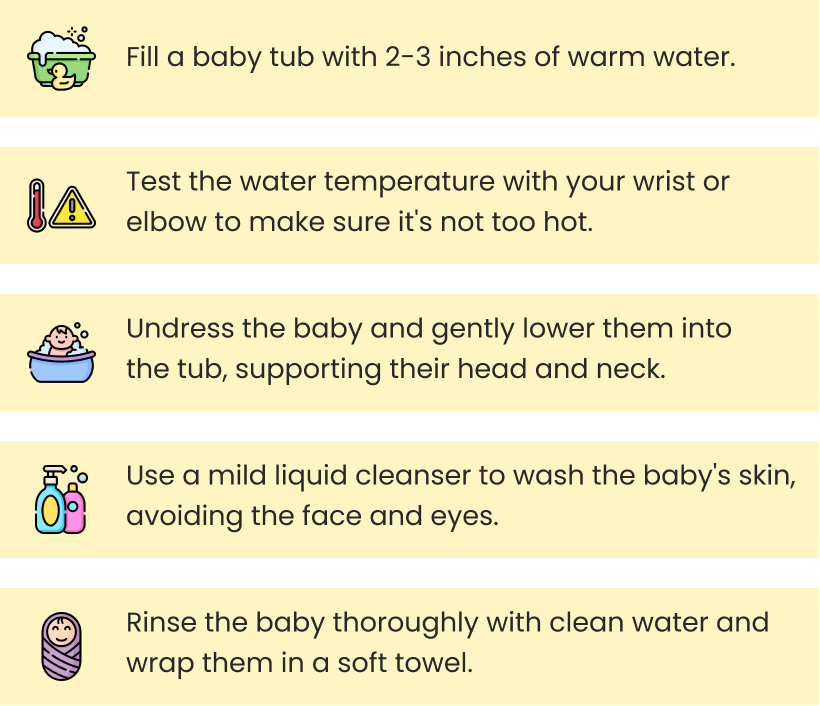 Fill a baby tub with 2-3 inches of warm water.
Test the water temperature with your wrist or
elbow to make sure it's not too hot.
Undress the baby and gently lower them into
the tub, supporting their head and neck.
Use a mild liquid cleanser to wash the baby's skin,
avoiding the face and eyes.
Rinse the baby thoroughly with clean water and
wrap them in a soft towel.